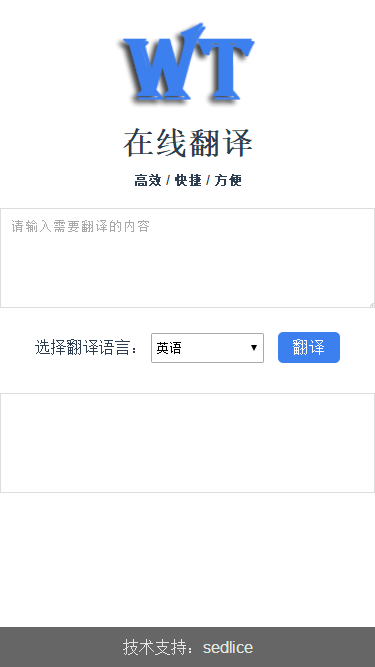 WT
在线翻译
高效 / 快捷 / 方便
请输入需要翻译的内容
选择翻译语言： 英语 翻译
技术支持：sedlice